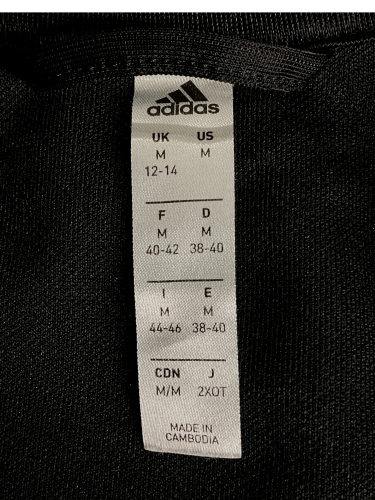 adidas
UK US
M M
12-14
F D
M M
40-42 38-40
I E
M M
44-46 38-40
CDN J
M/M 2XOT
MADE IN
CAMBODIA